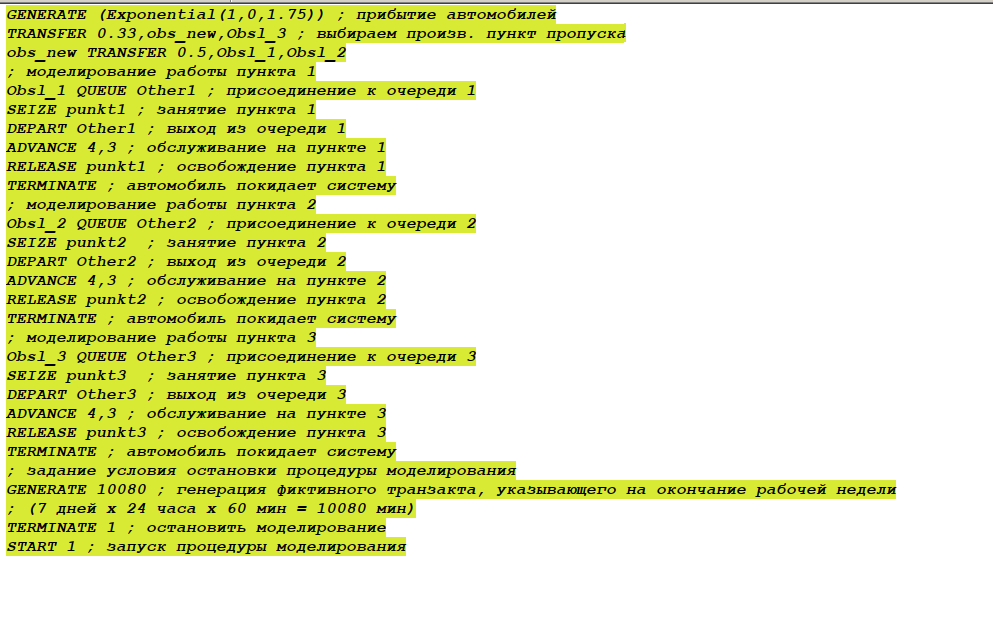 GENERATE (Exponential(1,0,1.75)) ; прибытие автомобилей
TRANSFER 0.33,obs_new,Obsl_3 ; выбираем произв. пункт пропуска
obs_new TRANSFER 0.5,Obsl_1,Obsl_2
; моделирование работы пункта 1
Obsl_1 QUEUE Other1 ; присоединение к очереди 1
SEIZE punkt1 ; занятие пункта 1
DEPART Other1 ; выход из очереди 1
ADVANCE 4,3 ; обслуживание на пункте 1
RELEASE punkt1 ; освобождение пункта 1
TERMINATE ; автомобиль покидает систему
; моделирование работы пункта 2
Obsl_2 QUEUE Other2 ; присоединение к очереди 2
SEIZE punkt2  ; занятие пункта 2
DEPART Other2 ; выход из очереди 2
ADVANCE 4,3 ; обслуживание на пункте 2
RELEASE punkt2 ; освобождение пункта 2
TERMINATE ; автомобиль покидает систему
; моделирование работы пункта 3
Obsl_3 QUEUE Other3 ; присоединение к очереди 3
SEIZE punkt3  ; занятие пункта 3
DEPART Other3 ; выход из очереди 3
ADVANCE 4,3 ; обслуживание на пункте 3
RELEASE punkt3 ; освобождение пункта 3
TERMINATE ; автомобиль покидает систему
; задание условия остановки процедуры моделирования
GENERATE 10080 ; генерация фиктивного транзакта, указывающего на окончание рабочей недели
; (7 дней х 24 часа х 60 мин = 10080 мин)
TERMINATE 1 ; остановить моделирование
START 1 ; запуск процедуры моделирования